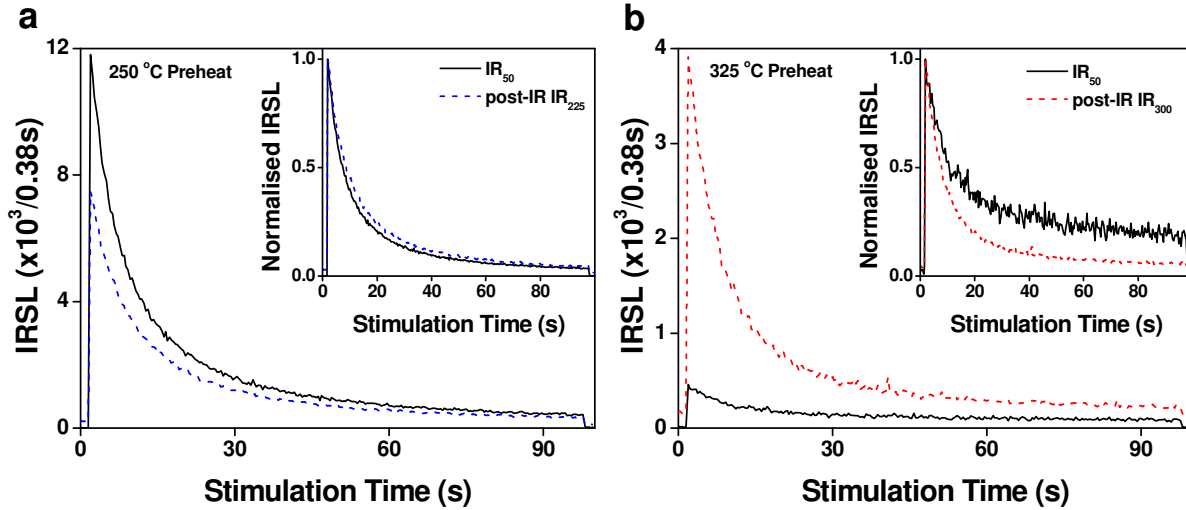 a
250 °C Preheat
IRSL (x10³/0.38s)
12
8
4
0
0
30
60
90
Stimulation Time (s)
IR₅₀
post-IR IR₂₂₅
Normalised IRSL
1.0
0.5
0.0
0
20
40
60
80
Stimulation Time (s)
b
325 °C Preheat
IRSL (x10³/0.38s)
4
3
2
1
0
0
30
60
90
Stimulation Time (s)
IR₅₀
post-IR IR₃₀₀
Normalised IRSL
1.0
0.5
0.0
0
20
40
60
80
Stimulation Time (s)